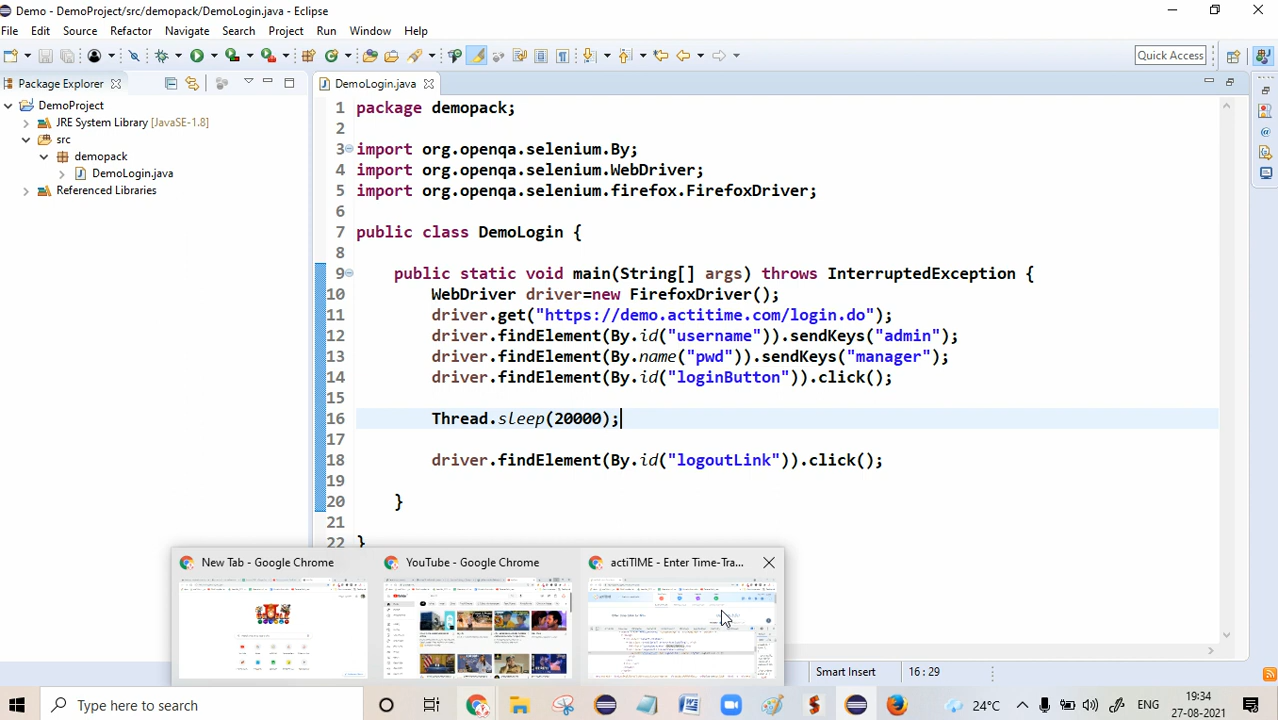 Demo - DemoProject/src/demopack/DemoLogin.java - Eclipse
File Edit Source Refactor Navigate Search Project Run Window Help
Quick Access
Package Explorer
DemoLogin.java
DemoProject
JRE System Library [JavaSE-1.8]
src
demopack
DemoLogin.java
Referenced Libraries
1 package demopack;
2
3 import org.openqa.selenium.By;
4 import org.openqa.selenium.WebDriver;
5 import org.openqa.selenium.firefox.FirefoxDriver;
6
7 public class DemoLogin {
8
9 public static void main(String[] args) throws InterruptedException {
10 WebDriver driver=new FirefoxDriver();
11 driver.get("https://demo.actitime.com/login.do");
12 driver.findElement(By.id("username")).sendKeys("admin");
13 driver.findElement(By.name("pwd")).sendKeys("manager");
14 driver.findElement(By.id("loginButton")).click();
15
16 Thread.sleep(20000);
17
18 driver.findElement(By.id("logoutLink")).click();
19
20 }
21
22 }
New Tab - Google Chrome
YouTube - Google Chrome
actiTIME - Enter Time-Tra...
Smart Insert
16 : 29
Type here to search
24°C
ENG
19:34
27-08-2021